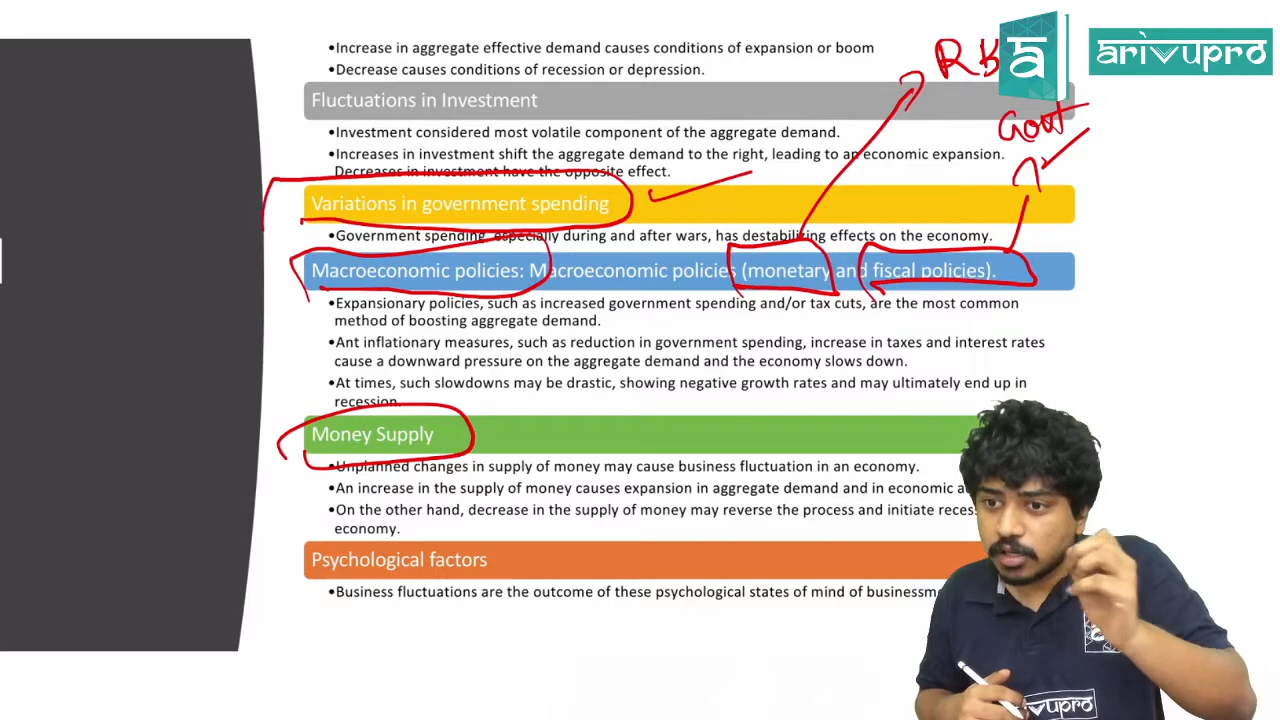 •Increase in aggregate effective demand causes conditions of expansion or boom
•Decrease causes conditions of recession or depression.
Fluctuations in Investment
•Investment considered most volatile component of the aggregate demand.
•Increases in investment shift the aggregate demand to the right, leading to an economic expansion.
Decreases in investment have the opposite effect.
Variations in government spending
•Government spending, especially during and after wars, has destabilizing effects on the economy.
Macroeconomic policies: Macroeconomic policies (monetary and fiscal policies).
•Expansionary policies, such as increased government spending and/or tax cuts, are the most common
method of boosting aggregate demand.
•Ant inflationary measures, such as reduction in government spending, increase in taxes and interest rates
cause a downward pressure on the aggregate demand and the economy slows down.
•At times, such slowdowns may be drastic, showing negative growth rates and may ultimately end up in
recession.
Money Supply
•Unplanned changes in supply of money may cause business fluctuation in an economy.
•An increase in the supply of money causes expansion in aggregate demand and in economic
•On the other hand, decrease in the supply of money may reverse the process and initiate
economy.
Psychological factors
•Business fluctuations are the outcome of these psychological states of mind of
RB
Govt
a
arivupro
ivupro